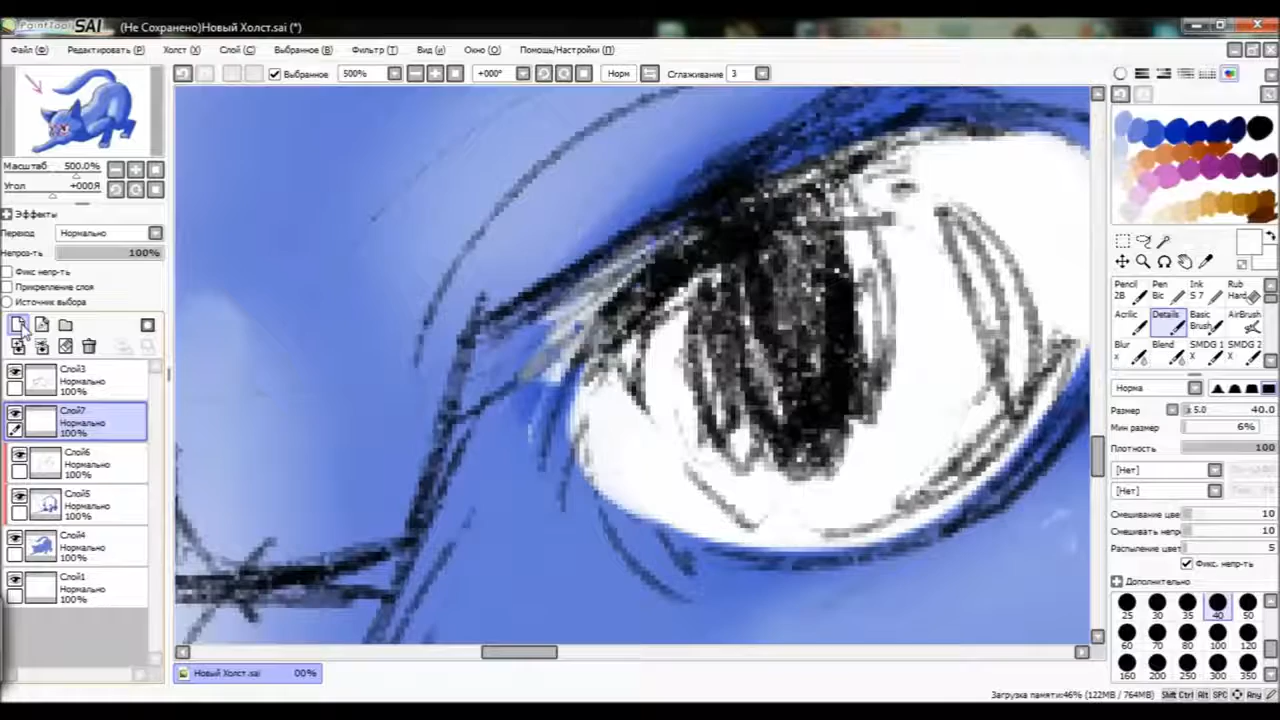 PaintTool SAI (Не Сохранено)Новый Холст.sai (*)
Файл (Ф) Редактировать (Р) Холст (Х) Слой (С) Выбранное (В) Фильтр (Т) Вид (и) Окно (О) Помощь/Настройки (П)
Выбранное 500% +000° Норм Сглаживание 3
Масштаб 500.0%
Угол +000Я
Эффекты
Переход Нормально
Непроз-ть 100%
Фикс непр-ть
Прикрепление слоя
Источник выбора
Слой3
Нормально
100%
Слой7
Нормально
100%
Слой6
Нормально
100%
Слой5
Нормально
100%
Слой4
Нормально
100%
Слой1
Нормально
100%
Новый Холст.sai 00%
Pencil Pen Ink Rub
2B Bic S 7 Hard
Acrilic Details Basic AirBrush
Brush
Blur Blend SMDG 1 SMDG 2
x x x
Норма
Размер x 5.0 40.0
Мин размер 6%
Плотность 100
[Нет]
[Нет]
Смешивание цве 10
Смешивать непр 10
Распыление цвет 5
Фикс. непр-ть
Дополнительно
25 30 35 40 50
60 70 80 100 120
160 200 250 300 350
Загрузка памяти:46% (122MB / 764MB) Shift Ctrl Alt SPC Any